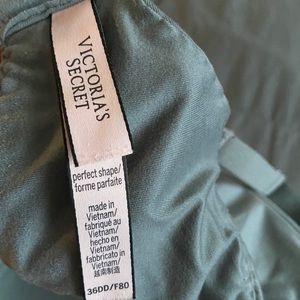 VICTORIA'S
SECRET
perfect shape/
forme parfaite
made in
Vietnam/
fabriqué au
Vietnam/
hecho en
Vietnam/
fabbricato in
Vietnam/
越南制造
36DD/F80